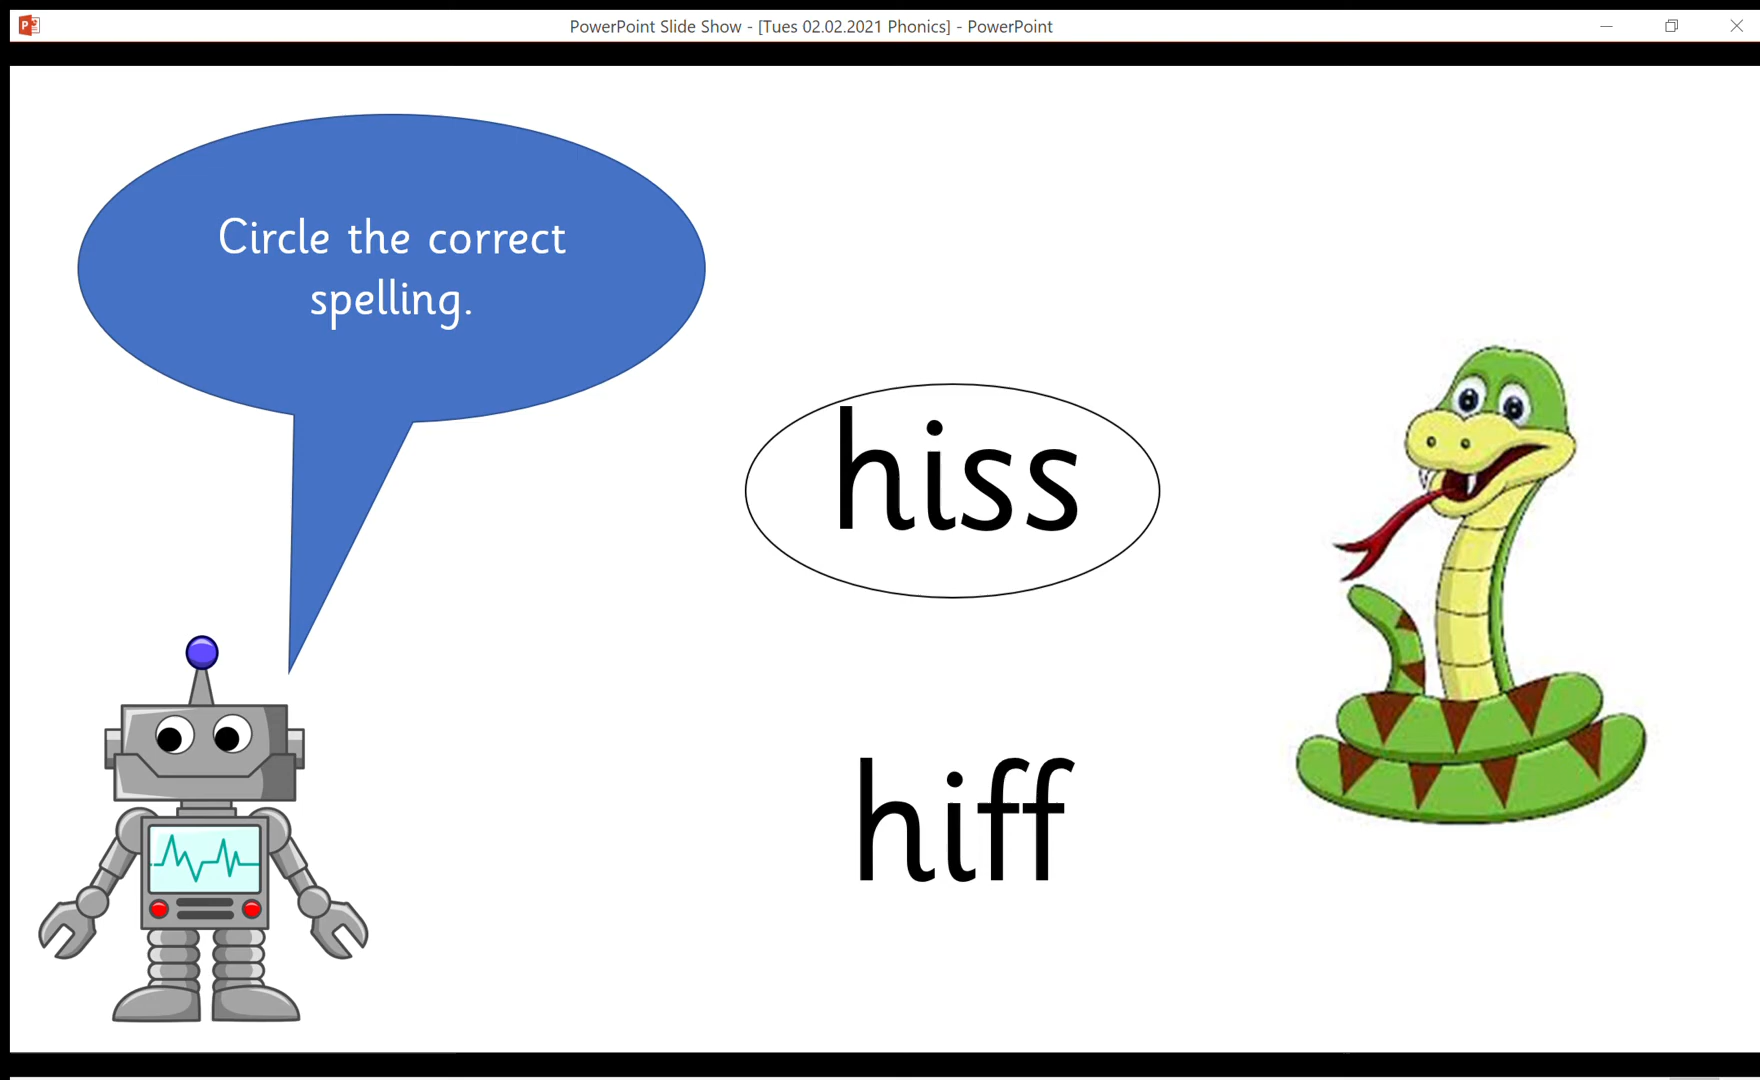 PowerPoint Slide Show - [Tues 02.02.2021 Phonics] - PowerPoint
Circle the correct
spelling.
hiss
hiff